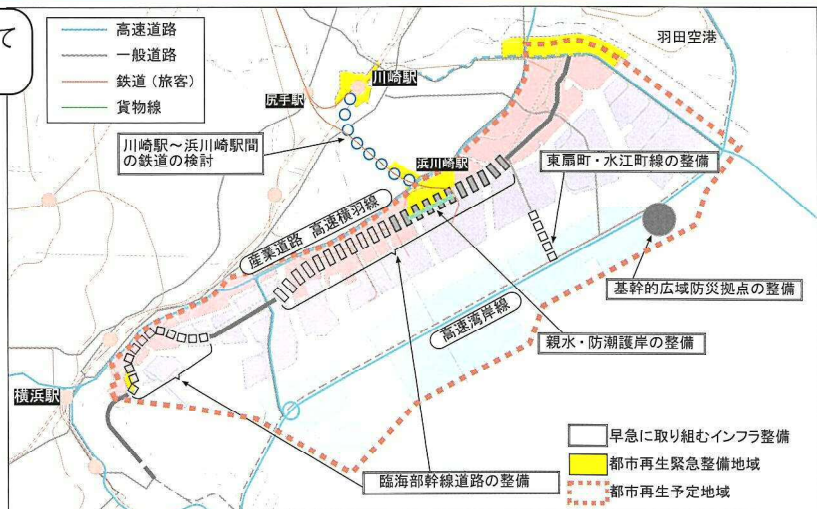 て
高速道路
一般道路
鉄道（旅客）
貨物線
羽田空港
川崎駅
尻手駅
川崎駅～浜川崎駅間
の鉄道の検討
浜川崎駅
東扇町・水江町線の整備
産業道路 高速横羽線
基幹的広域防災拠点の整備
高速湾岸線
親水・防潮護岸の整備
横浜駅
臨海部幹線道路の整備
早急に取り組むインフラ整備
都市再生緊急整備地域
都市再生予定地域